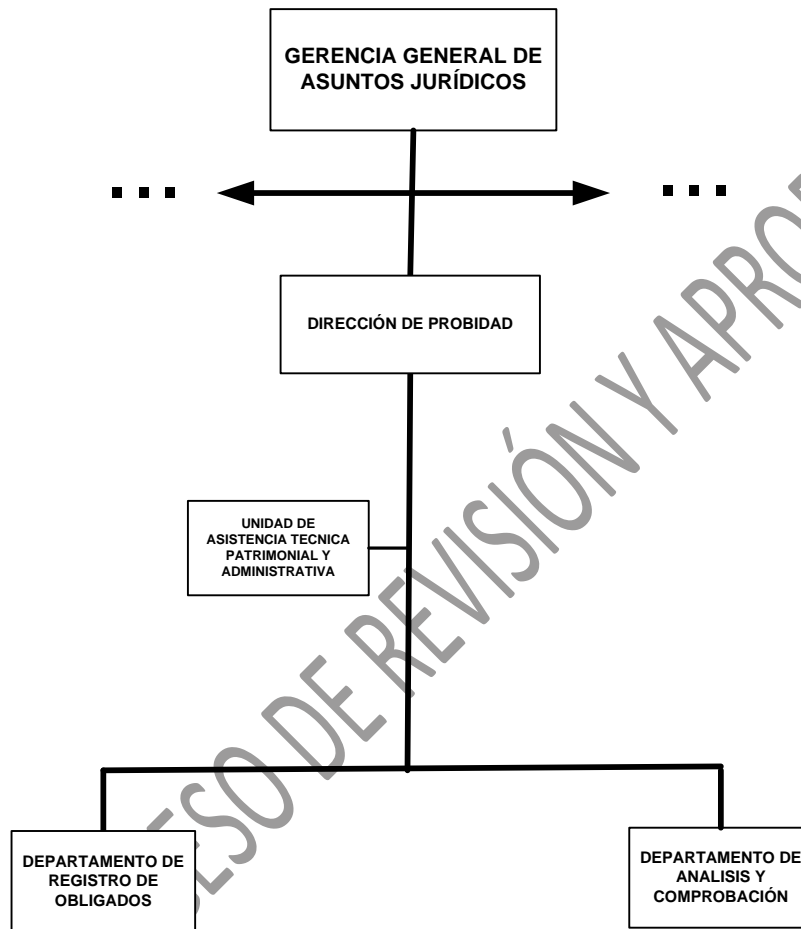 GERENCIA GENERAL DE
ASUNTOS JURÍDICOS
DIRECCIÓN DE PROBIDAD
UNIDAD DE
ASISTENCIA TECNICA
PATRIMONIAL Y
ADMINISTRATIVA
DEPARTAMENTO DE
REGISTRO DE
OBLIGADOS
DEPARTAMENTO DE
ANALISIS Y
COMPROBACIÓN
ESO DE REVISIÓN Y APRO